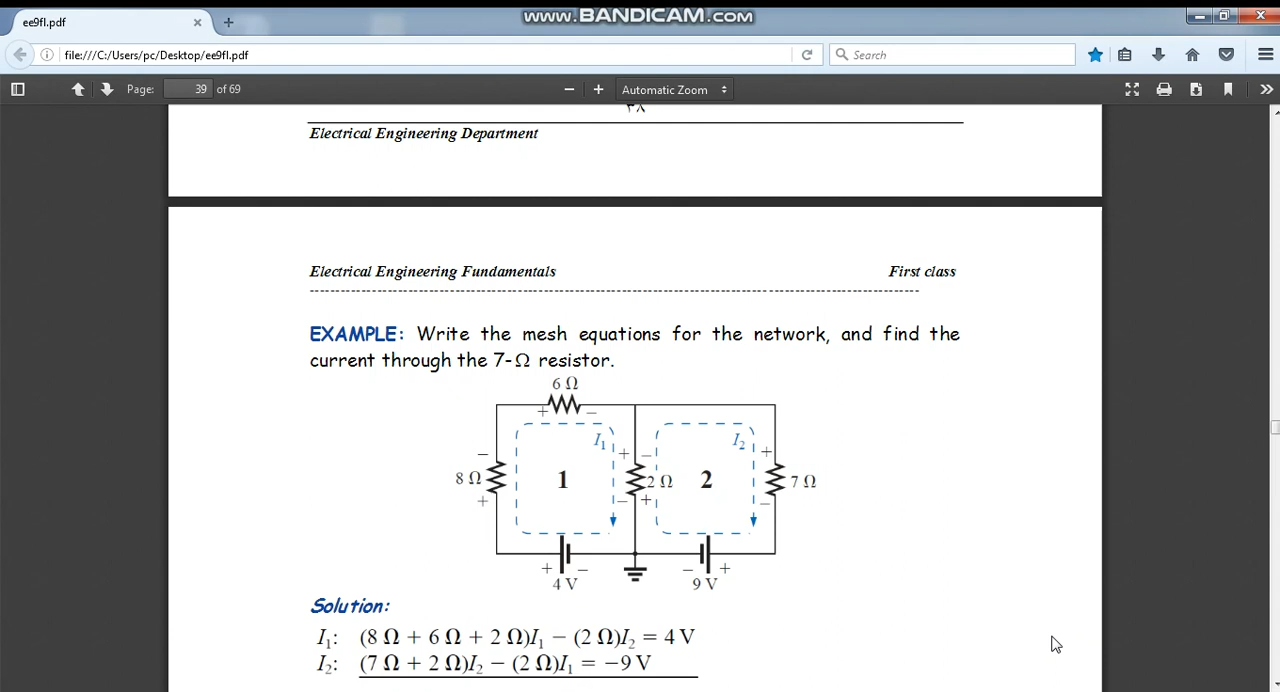 ee9fl.pdf
www.BANDICAM.com
file:///C:/Users/pc/Desktop/ee9fl.pdf
Search
Page: 39 of 69
Automatic Zoom
٣٨
Electrical Engineering Department
Electrical Engineering Fundamentals First class
EXAMPLE: Write the mesh equations for the network, and find the
current through the 7-Ω resistor.
6 Ω
+ −
I₁ I₂
− + − +
8 Ω 1 2 Ω 2 7 Ω
+ − + −
+ − − +
4 V 9 V
Solution:
I₁: (8 Ω + 6 Ω + 2 Ω)I₁ − (2 Ω)I₂ = 4 V
I₂: (7 Ω + 2 Ω)I₂ − (2 Ω)I₁ = −9 V